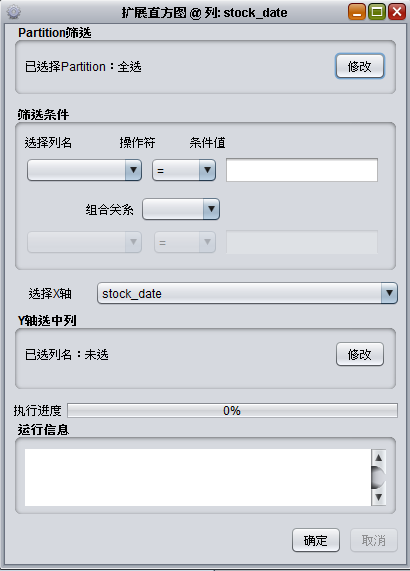 扩展直方图 @ 列: stock_date
Partition筛选
已选择Partition：全选 修改
筛选条件
选择列名 操作符 条件值
=
组合关系
=
选择X轴 stock_date
Y轴选中列
已选列名：未选 修改
执行进度 0%
运行信息
确定 取消